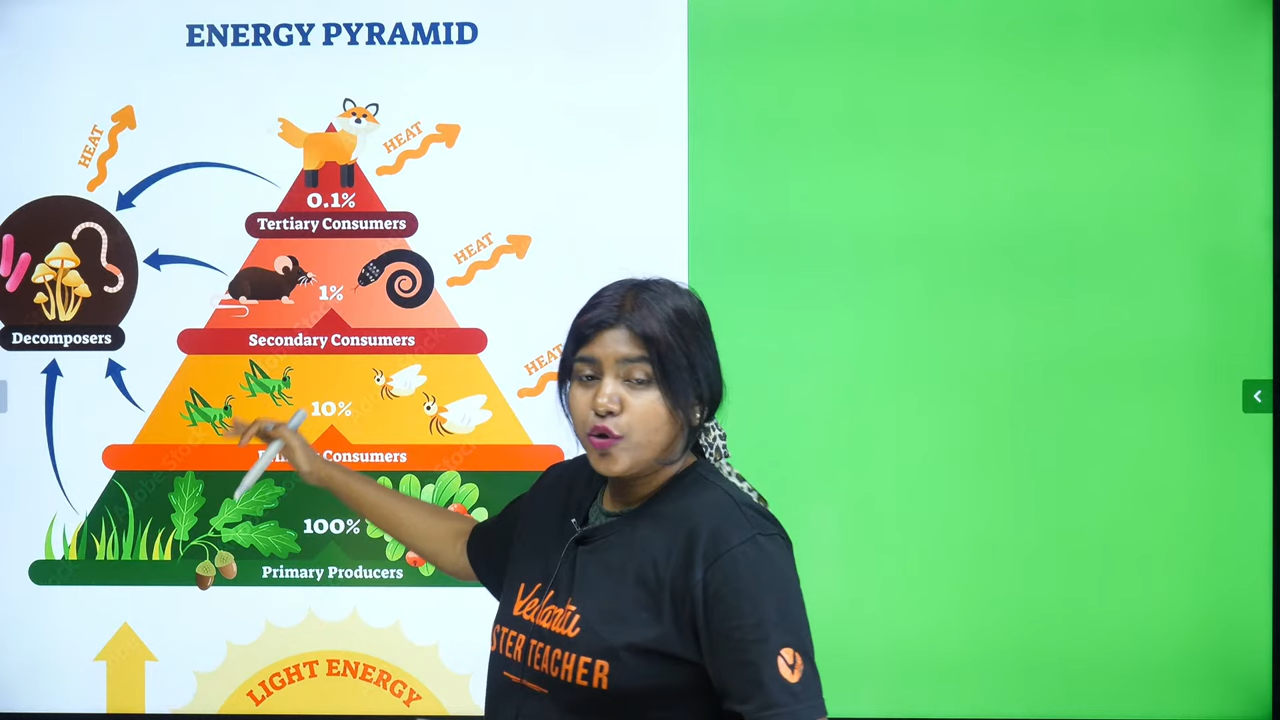 ENERGY PYRAMID
HEAT
HEAT
0.1%
Tertiary Consumers
HEAT
1%
Decomposers
Secondary Consumers
HEAT
10%
Consumers
100%
Primary Producers
LIGHT ENERGY
Vedantu
TEACHER